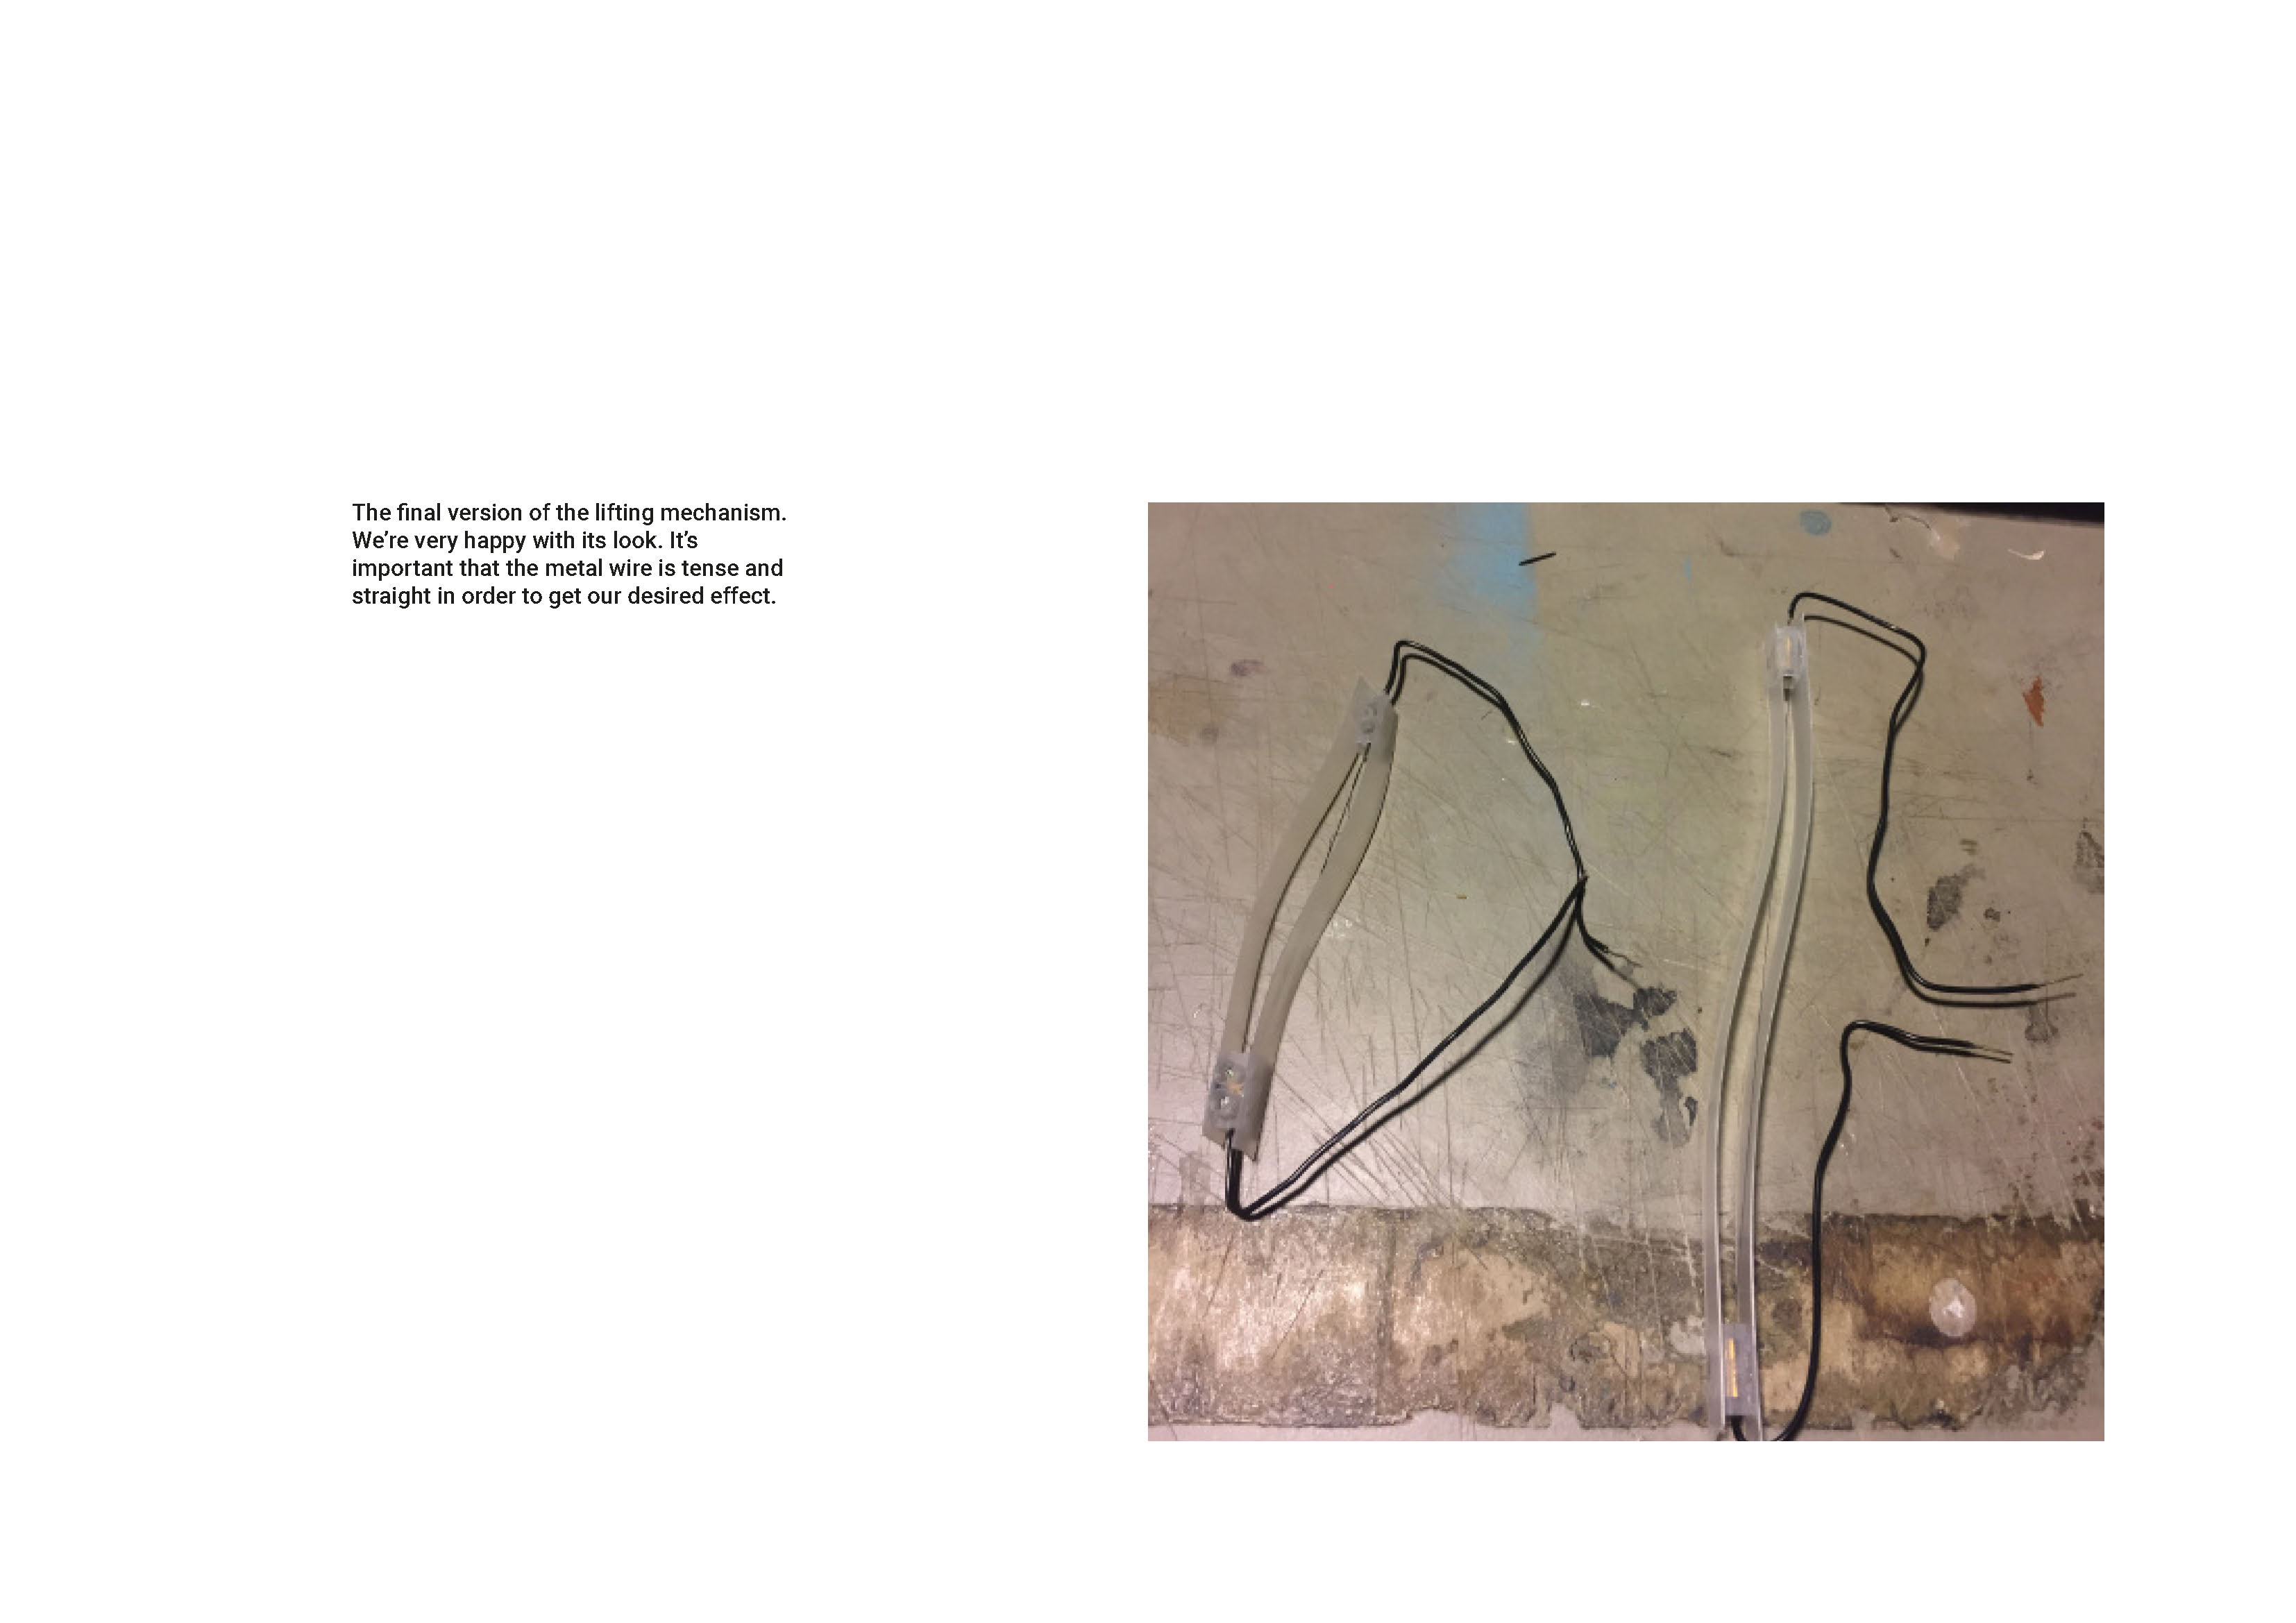 The final version of the lifting mechanism.
We’re very happy with its look. It’s
important that the metal wire is tense and
straight in order to get our desired effect.